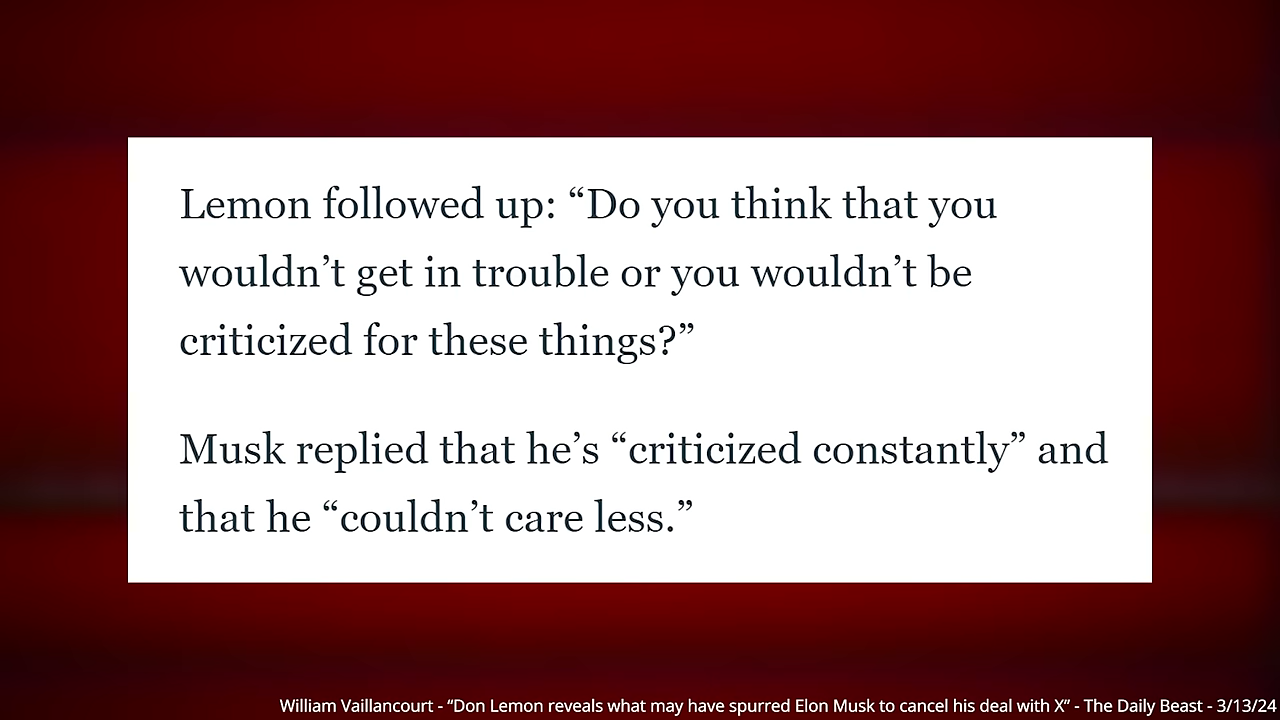 Lemon followed up: “Do you think that you
wouldn’t get in trouble or you wouldn’t be
criticized for these things?”
Musk replied that he’s “criticized constantly” and
that he “couldn’t care less.”
William Vaillancourt - “Don Lemon reveals what may have spurred Elon Musk to cancel his deal with X” - The Daily Beast - 3/13/24